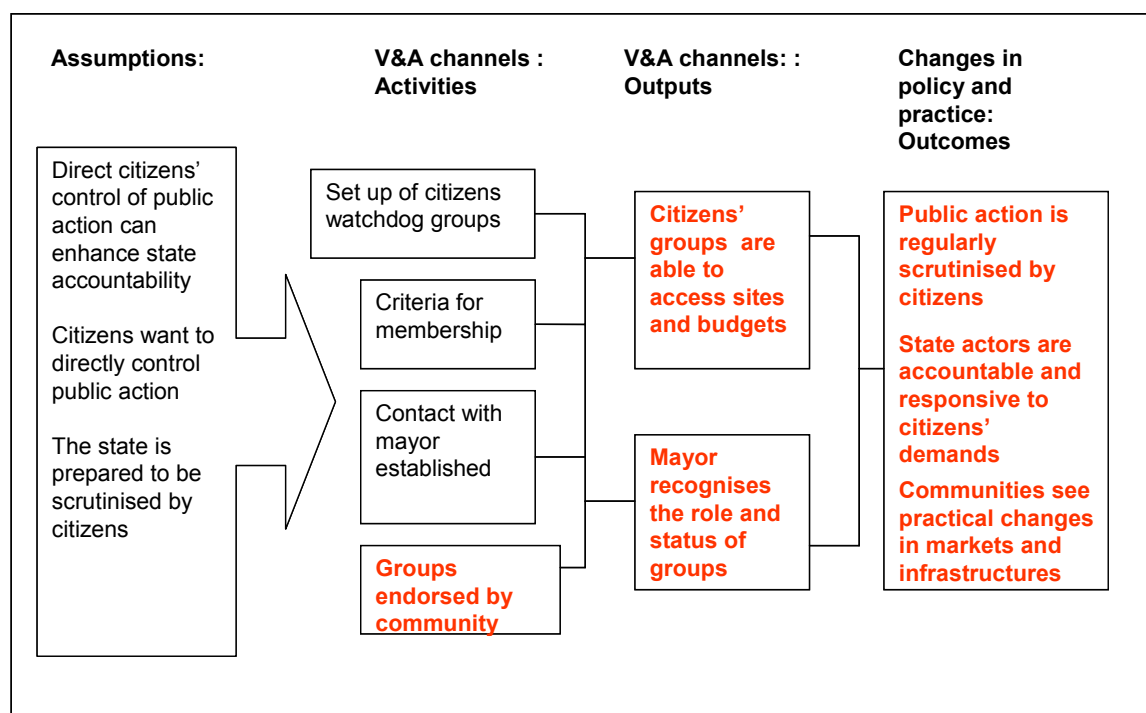 Assumptions:
V&A channels :
Activities
V&A channels: :
Outputs
Changes in
policy and
practice:
Outcomes
Direct citizens’
control of public
action can
enhance state
accountability
Citizens want to
directly control
public action
The state is
prepared to be
scrutinised by
citizens
Set up of citizens
watchdog groups
Criteria for
membership
Contact with
mayor
established
Groups
endorsed by
community
Citizens’
groups are
able to
access sites
and budgets
Mayor
recognises
the role and
status of
groups
Public action is
regularly
scrutinised by
citizens
State actors are
accountable and
responsive to
citizens’
demands
Communities see
practical changes
in markets and
infrastructures